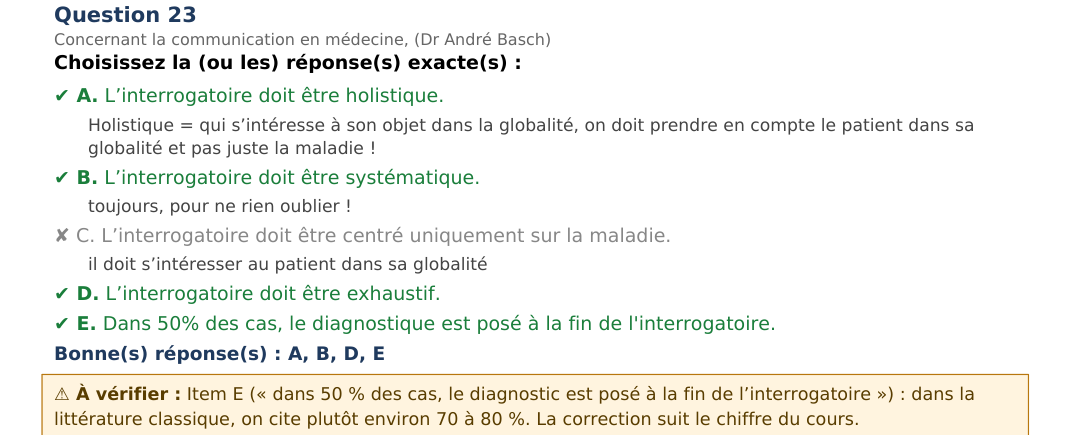 Question 23
Concernant la communication en médecine, (Dr André Basch)
Choisissez la (ou les) réponse(s) exacte(s) :
✔ A. L’interrogatoire doit être holistique.
Holistique = qui s’intéresse à son objet dans la globalité, on doit prendre en compte le patient dans sa
globalité et pas juste la maladie !
✔ B. L’interrogatoire doit être systématique.
toujours, pour ne rien oublier !
✘ C. L’interrogatoire doit être centré uniquement sur la maladie.
il doit s’intéresser au patient dans sa globalité
✔ D. L’interrogatoire doit être exhaustif.
✔ E. Dans 50% des cas, le diagnostique est posé à la fin de l'interrogatoire.
Bonne(s) réponse(s) : A, B, D, E
⚠ À vérifier : Item E (« dans 50 % des cas, le diagnostic est posé à la fin de l’interrogatoire ») : dans la
littérature classique, on cite plutôt environ 70 à 80 %. La correction suit le chiffre du cours.